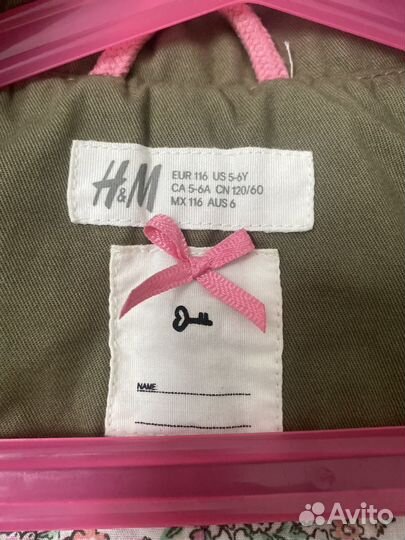 H&M
EUR 116 US 5-6Y
CA 5-6A CN 120/60
MX 116 AUS 6
NAME:
Avito